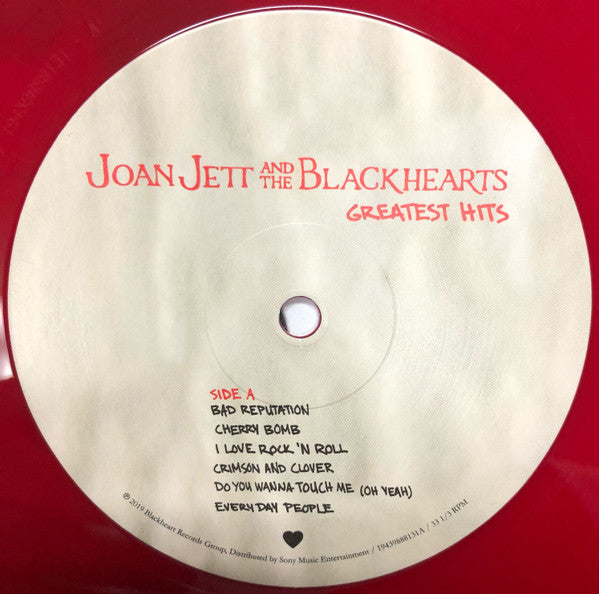 JOAN JETT AND THE BLACKHEARTS
GREATEST HITS
SIDE A
BAD REPUTATION
CHERRY BOMB
I LOVE ROCK 'N ROLL
CRIMSON AND CLOVER
DO YOU WANNA TOUCH ME (OH YEAH)
EVERYDAY PEOPLE
℗ 2019 Blackheart Records Group, Distributed by Sony Music Entertainment / 19439888131A / 33 1/3 RPM